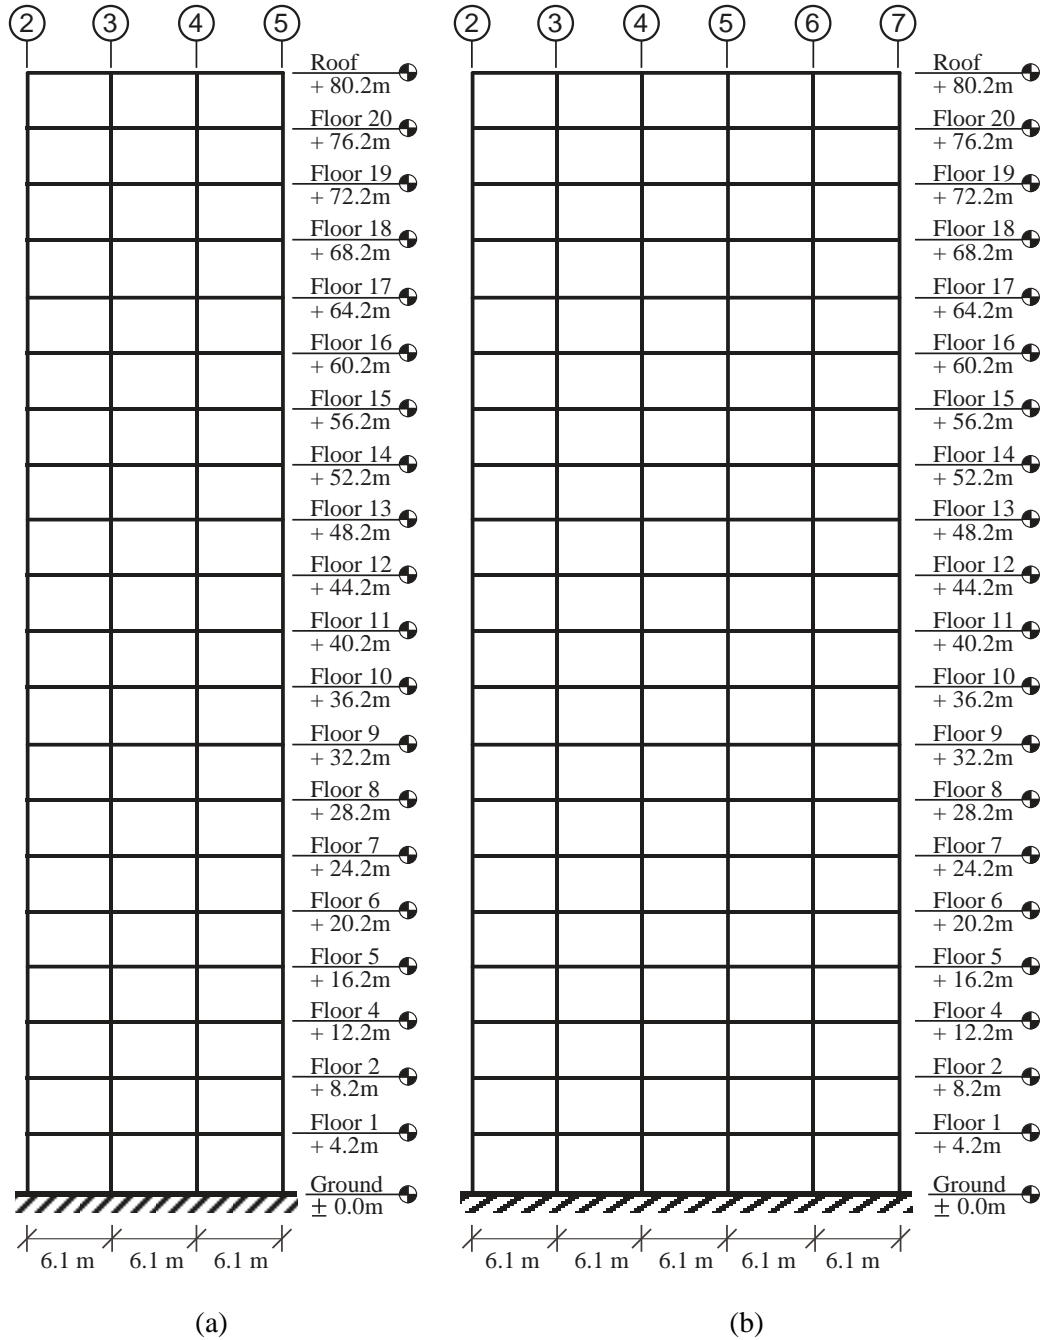 2 3 4 5
Roof
+ 80.2m
Floor 20
+ 76.2m
Floor 19
+ 72.2m
Floor 18
+ 68.2m
Floor 17
+ 64.2m
Floor 16
+ 60.2m
Floor 15
+ 56.2m
Floor 14
+ 52.2m
Floor 13
+ 48.2m
Floor 12
+ 44.2m
Floor 11
+ 40.2m
Floor 10
+ 36.2m
Floor 9
+ 32.2m
Floor 8
+ 28.2m
Floor 7
+ 24.2m
Floor 6
+ 20.2m
Floor 5
+ 16.2m
Floor 4
+ 12.2m
Floor 2
+ 8.2m
Floor 1
+ 4.2m
Ground
± 0.0m
6.1 m 6.1 m 6.1 m
(a)
2 3 4 5 6 7
Roof
+ 80.2m
Floor 20
+ 76.2m
Floor 19
+ 72.2m
Floor 18
+ 68.2m
Floor 17
+ 64.2m
Floor 16
+ 60.2m
Floor 15
+ 56.2m
Floor 14
+ 52.2m
Floor 13
+ 48.2m
Floor 12
+ 44.2m
Floor 11
+ 40.2m
Floor 10
+ 36.2m
Floor 9
+ 32.2m
Floor 8
+ 28.2m
Floor 7
+ 24.2m
Floor 6
+ 20.2m
Floor 5
+ 16.2m
Floor 4
+ 12.2m
Floor 2
+ 8.2m
Floor 1
+ 4.2m
Ground
± 0.0m
6.1 m 6.1 m 6.1 m 6.1 m 6.1 m
(b)